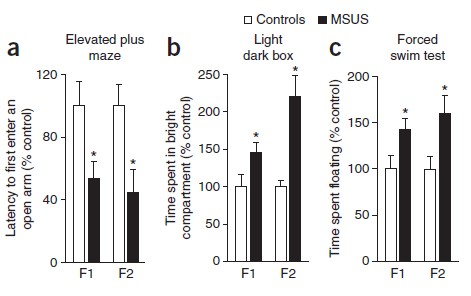 Controls MSUS
a
Elevated plus
maze
Latency to first enter an
open arm (% control)
120
80
40
0
* *
F1 F2
b
Light
dark box
Time spent in bright
compartment (% control)
250
200
150
100
50
0
* *
F1 F2
c
Forced
swim test
Time spent floating (% control)
200
150
100
50
0
* *
F1 F2